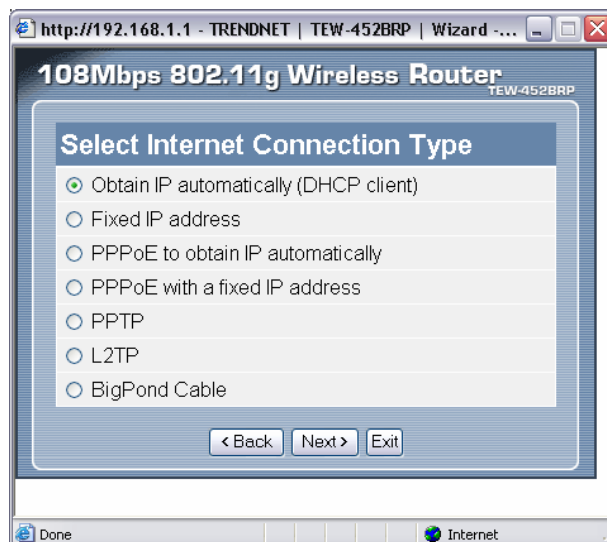 http://192.168.1.1 - TRENDNET | TEW-452BRP | Wizard -...
108Mbps 802.11g Wireless Router
TEW-452BRP
Select Internet Connection Type
Obtain IP automatically (DHCP client)
Fixed IP address
PPPoE to obtain IP automatically
PPPoE with a fixed IP address
PPTP
L2TP
BigPond Cable
< Back Next > Exit
Done Internet